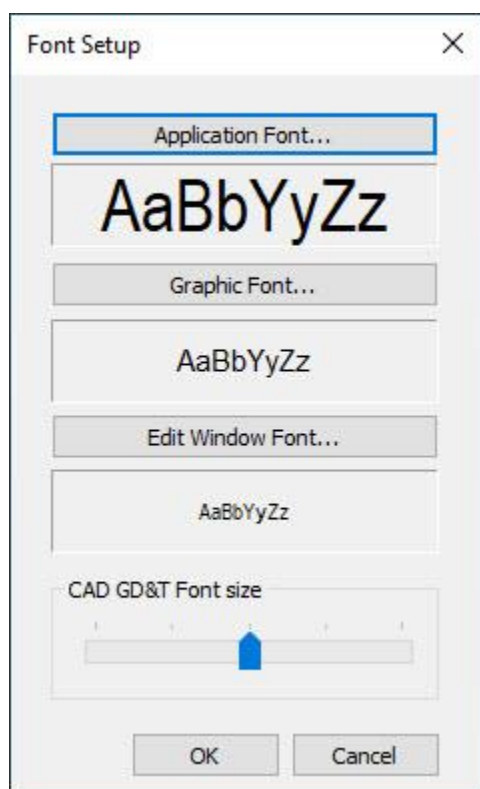 Font Setup
Application Font...
AaBbYyZz
Graphic Font...
AaBbYyZz
Edit Window Font...
AaBbYyZz
CAD GD&T Font size
OK Cancel